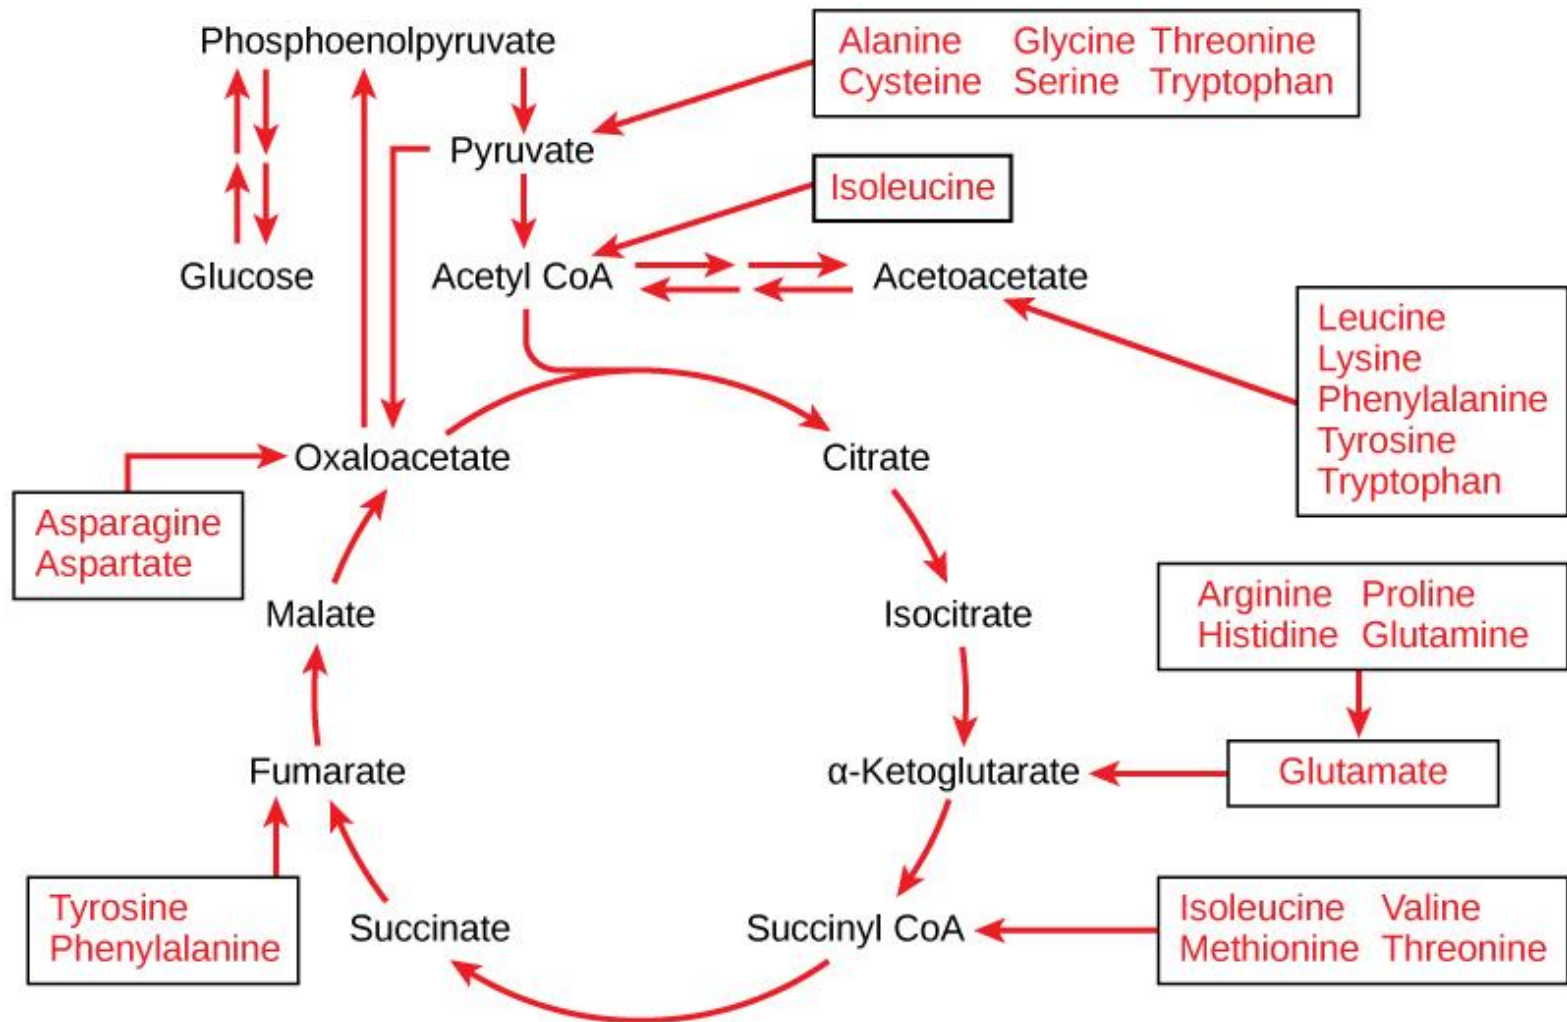 Phosphoenolpyruvate
Alanine Glycine Threonine
Cysteine Serine Tryptophan
Pyruvate
Isoleucine
Glucose
Acetyl CoA
Acetoacetate
Leucine
Lysine
Phenylalanine
Tyrosine
Tryptophan
Oxaloacetate
Citrate
Asparagine
Aspartate
Malate
Isocitrate
Arginine Proline
Histidine Glutamine
Fumarate
α-Ketoglutarate
Glutamate
Tyrosine
Phenylalanine
Succinate
Succinyl CoA
Isoleucine Valine
Methionine Threonine